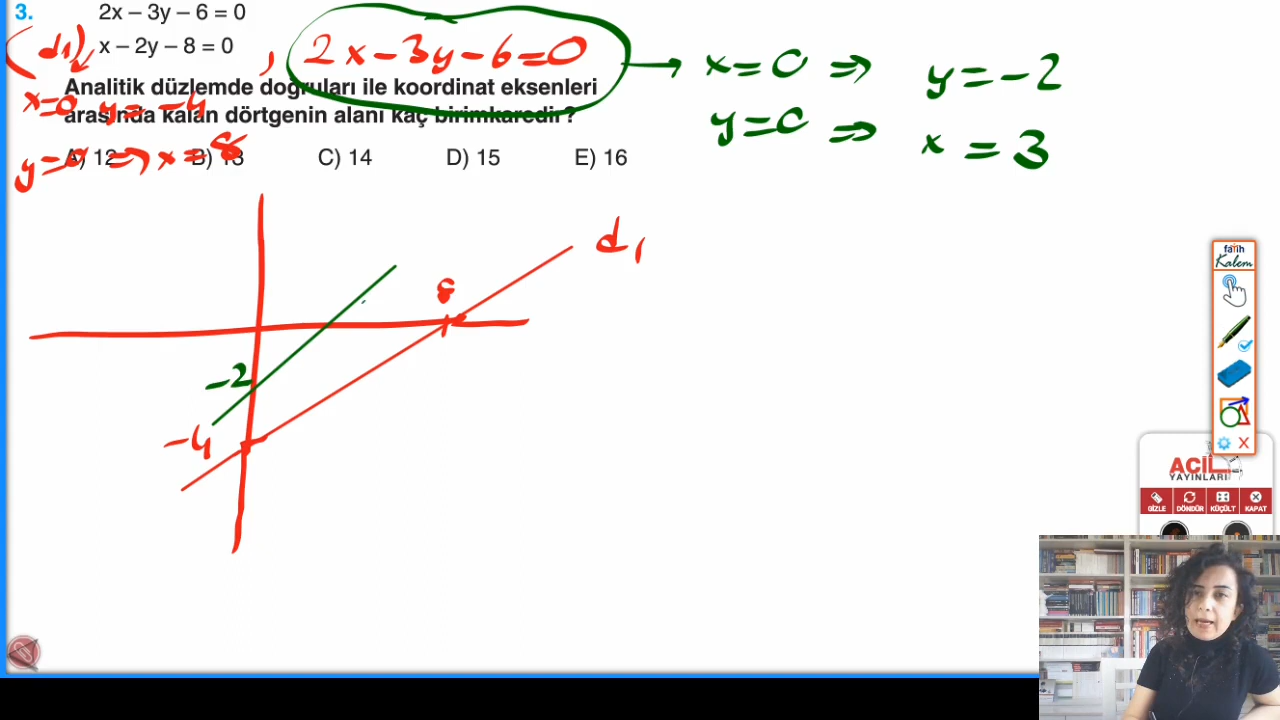 3. 2x – 3y – 6 = 0
(d1) x – 2y – 8 = 0 , 2x-3y-6=0 → x=0 ⇒ y=-2
Analitik düzlemde doğruları ile koordinat eksenleri
x=0 y=-4
arasında kalan dörtgenin alanı kaç birimkaredir?
y=0 ⇒ x=3
A) 12 B) 13 C) 14 D) 15 E) 16
y=0 ⇒ x=8
d1
8
-2
-4
fatih
Kalem
ACİL
YAYINLARI
GİZLE DÖNDÜR KÜÇÜLT KAPAT